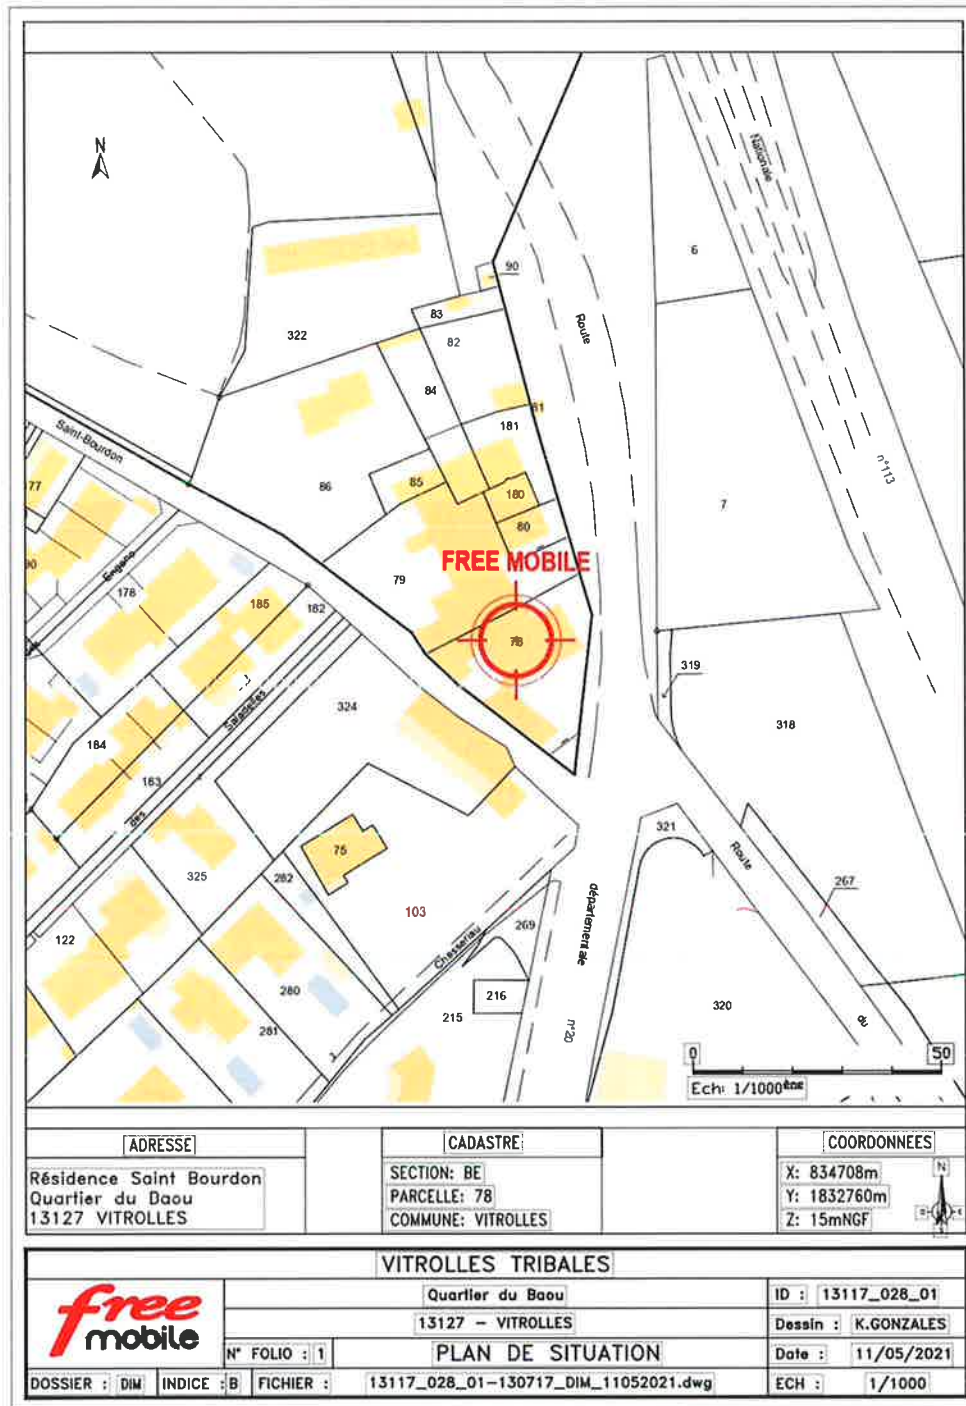 N
Nationale
6
90
83
82
Route
322
84
81
181
Saint-Bourdon
n°113
77
86
85
180
7
80
90
FREE MOBILE
Engano
79
178
185
182
78
319
324
318
Saladelles
184
183
des
321
Route
75
325
282
267
103
Chasseriau
269
départementale
122
280
216
215
320
281
n°20
du
0
50
Ech: 1/1000ème
ADRESSE
CADASTRE
COORDONNEES
Résidence Saint Bourdon
Quartier du Baou
13127 VITROLLES
SECTION: BE
PARCELLE: 78
COMMUNE: VITROLLES
X: 834708m
Y: 1832760m
Z: 15mNGF
N
VITROLLES TRIBALES
free
mobile
Quartier du Baou
ID : 13117_028_01
13127 - VITROLLES
Dessin : K.GONZALES
N° FOLIO : 1
PLAN DE SITUATION
Date : 11/05/2021
DOSSIER : DIM
INDICE : B
FICHIER : 13117_028_01-130717_DIM_11052021.dwg
ECH : 1/1000